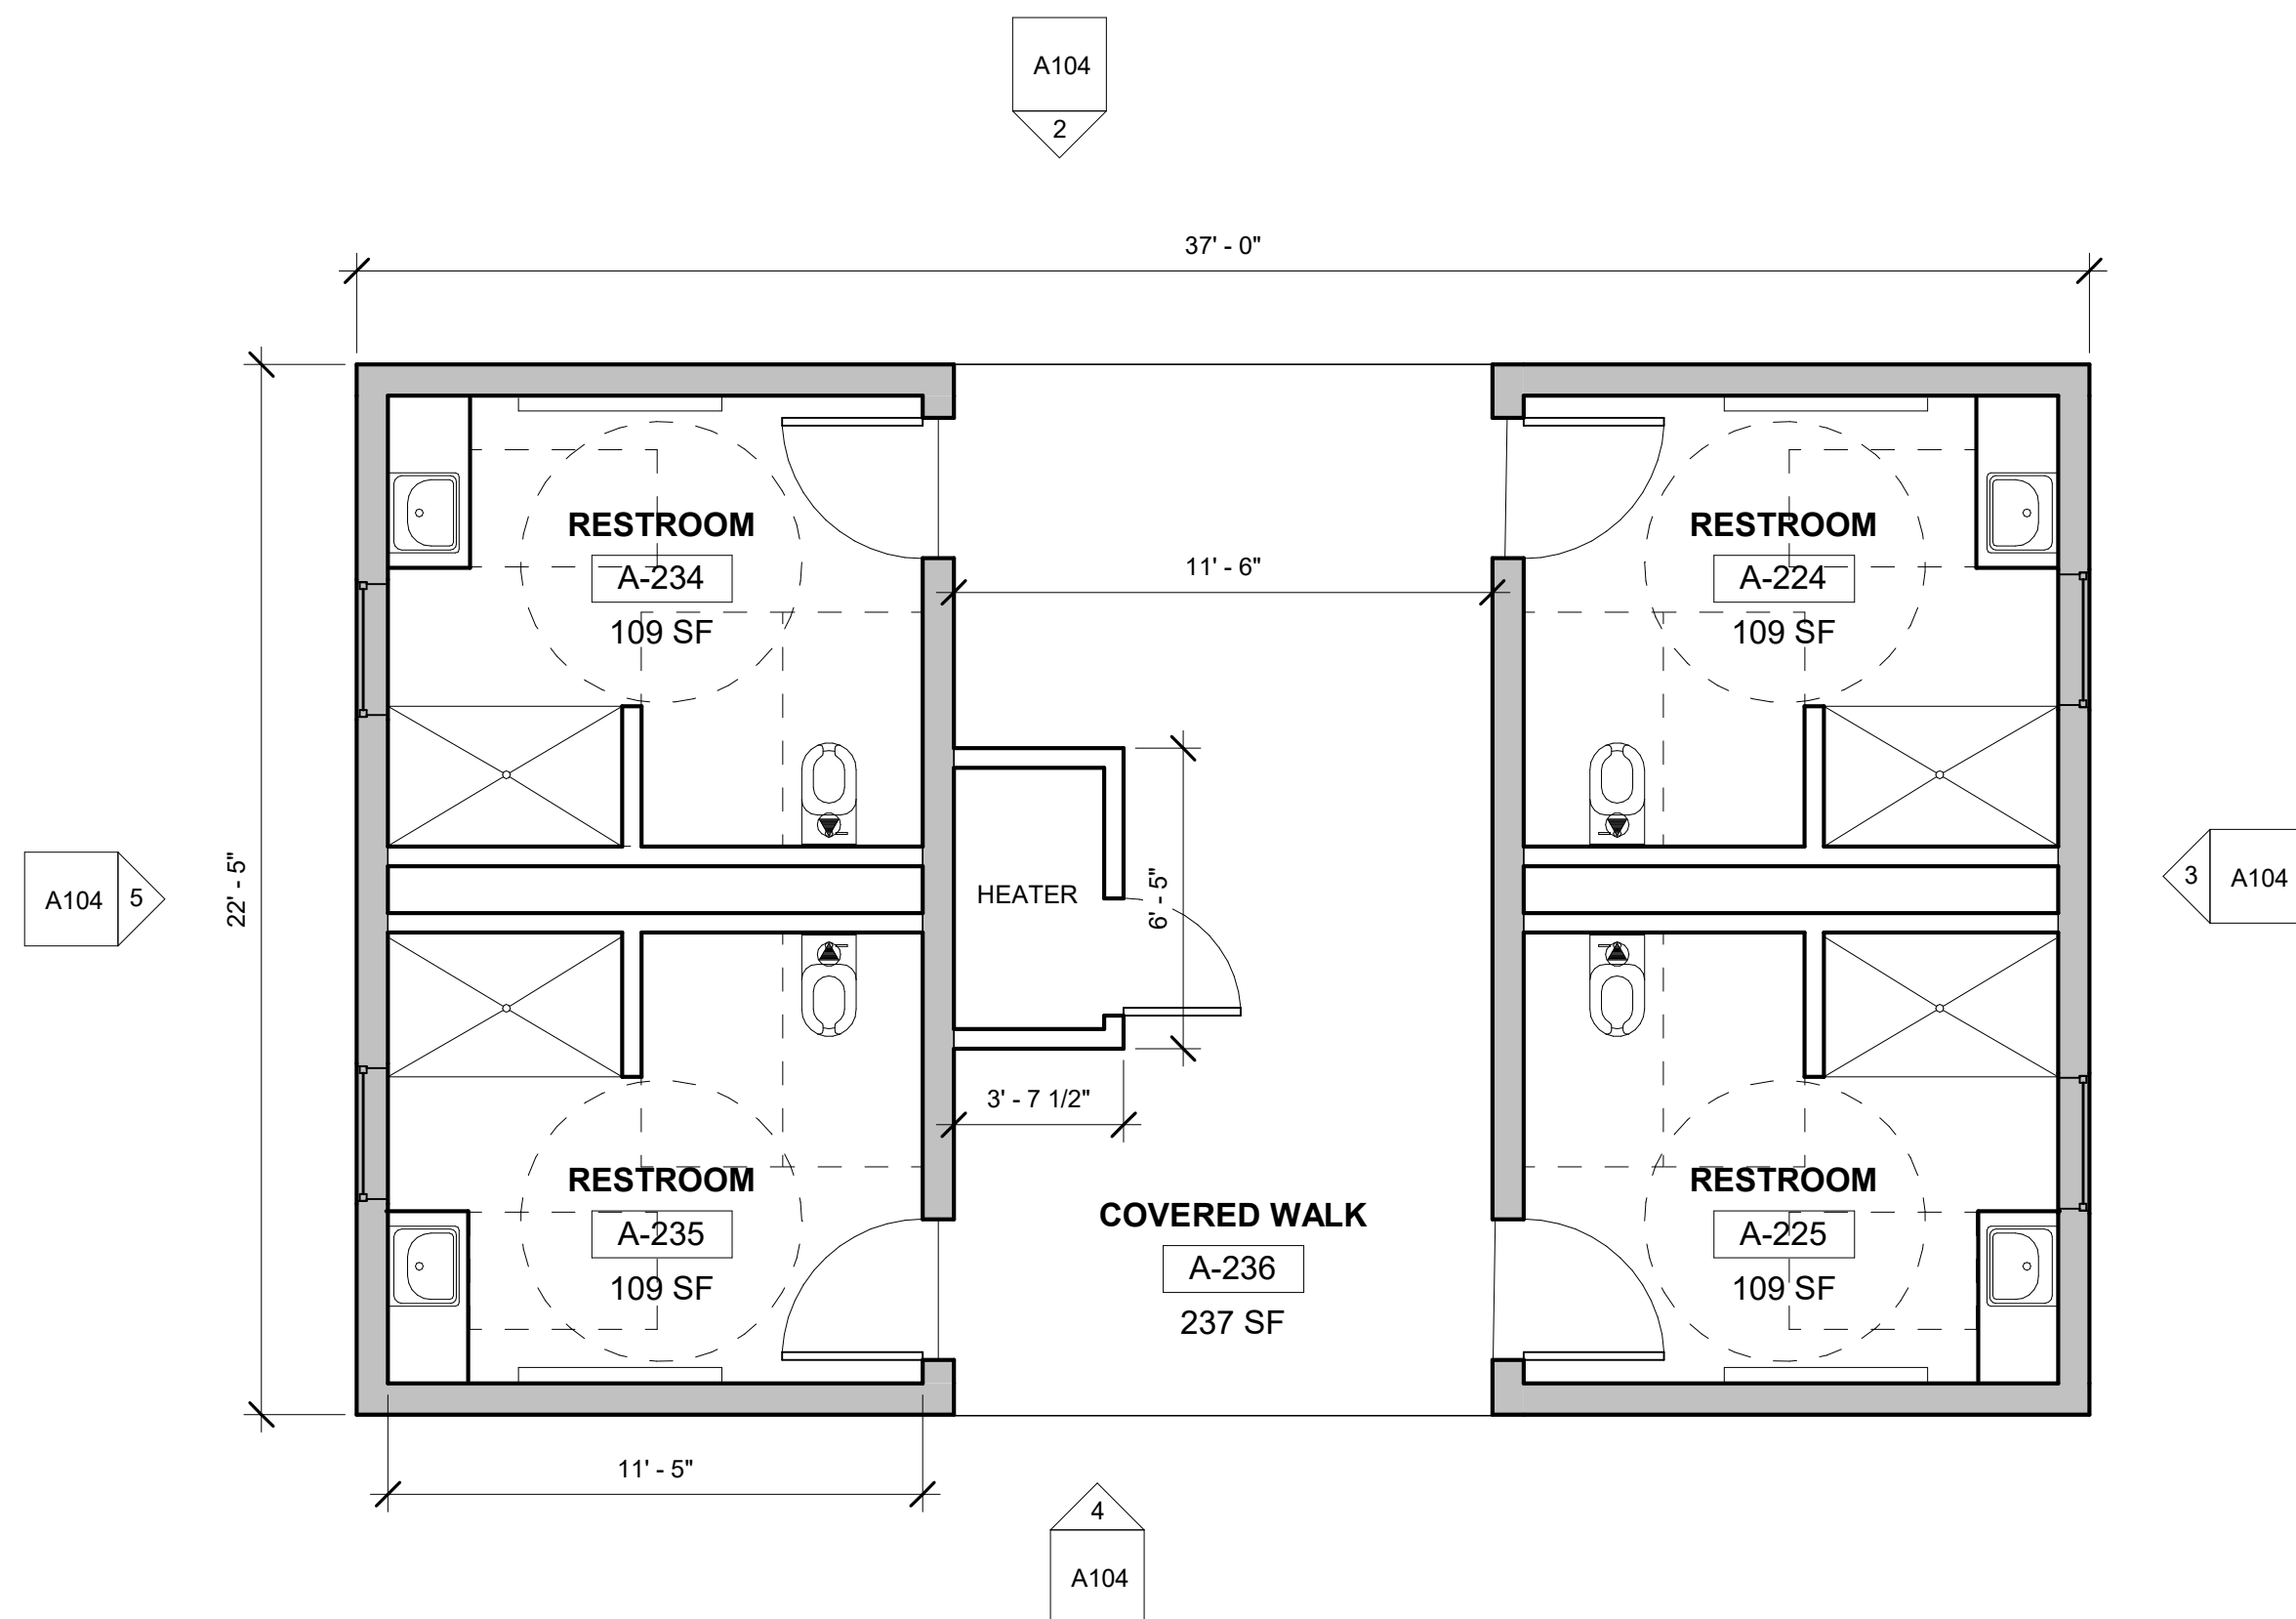 A104
2
37' - 0"
RESTROOM
A-234
109 SF
RESTROOM
A-224
109 SF
11' - 6"
22' - 5"
A104
5
HEATER
6' - 5"
3
A104
3' - 7 1/2"
RESTROOM
A-235
109 SF
COVERED WALK
A-236
237 SF
RESTROOM
A-225
109 SF
11' - 5"
4
A104